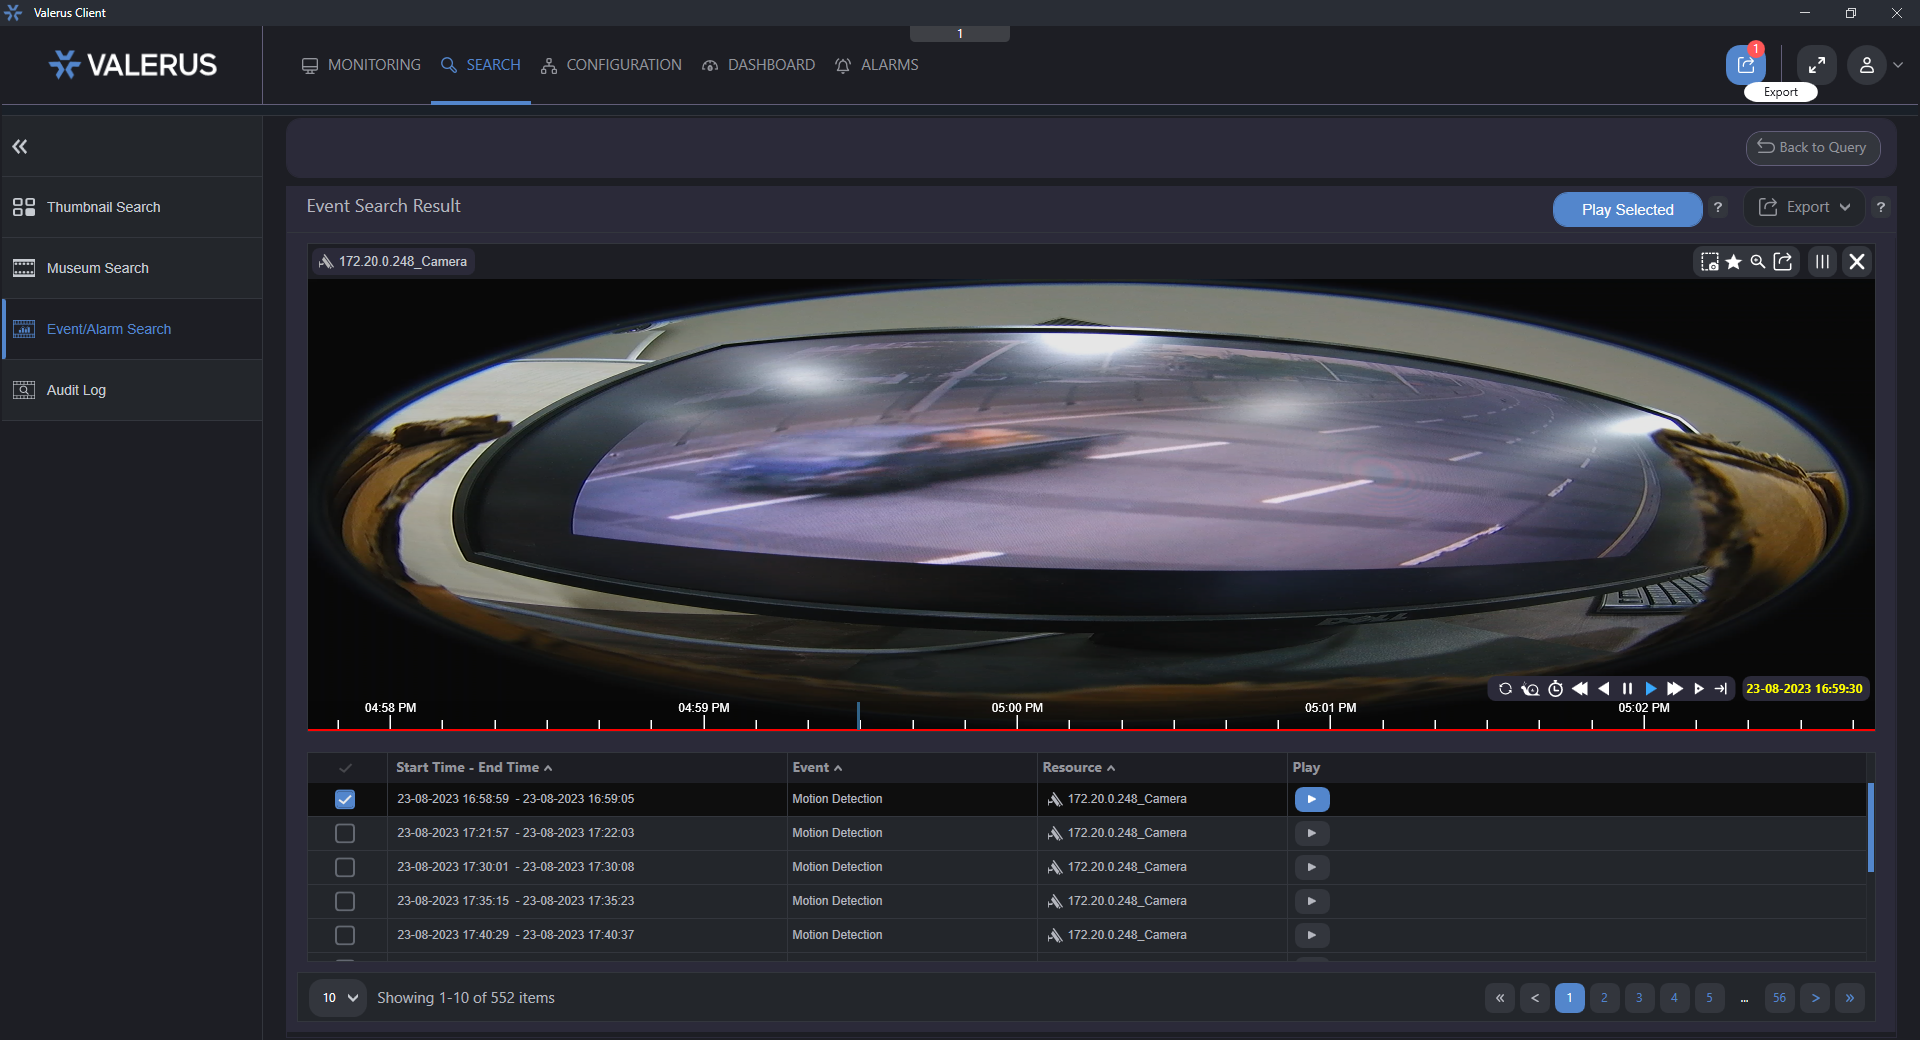 Valerus Client
1
VALERUS
MONITORING
SEARCH
CONFIGURATION
DASHBOARD
ALARMS
1
Export
Back to Query
Thumbnail Search
Museum Search
Event/Alarm Search
Audit Log
Event Search Result
Play Selected
?
Export
?
172.20.0.248_Camera
DELL
23-08-2023 16:59:30
04:58 PM 04:59 PM 05:00 PM 05:01 PM 05:02 PM
Start Time - End Time Event Resource Play
23-08-2023 16:58:59 - 23-08-2023 16:59:05 Motion Detection 172.20.0.248_Camera
23-08-2023 17:21:57 - 23-08-2023 17:22:03 Motion Detection 172.20.0.248_Camera
23-08-2023 17:30:01 - 23-08-2023 17:30:08 Motion Detection 172.20.0.248_Camera
23-08-2023 17:35:15 - 23-08-2023 17:35:23 Motion Detection 172.20.0.248_Camera
23-08-2023 17:40:29 - 23-08-2023 17:40:37 Motion Detection 172.20.0.248_Camera
10 Showing 1-10 of 552 items
« < 1 2 3 4 5 ... 56 > »